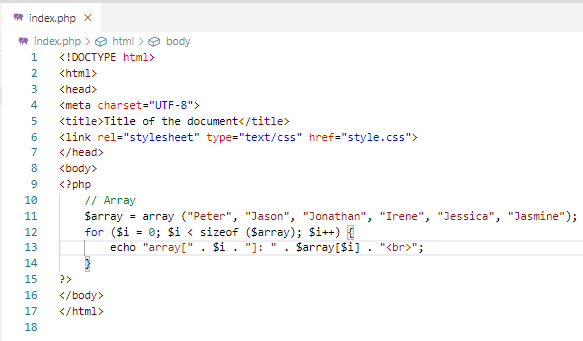 index.php ×
index.php > html > body
1 <!DOCTYPE html>
2 <html>
3 <head>
4 <meta charset="UTF-8">
5 <title>Title of the document</title>
6 <link rel="stylesheet" type="text/css" href="style.css">
7 </head>
8 <body>
9 <?php
10     // Array
11     $array = array ("Peter", "Jason", "Jonathan", "Irene", "Jessica", "Jasmine");
12     for ($i = 0; $i < sizeof ($array); $i++) {
13         echo "array[" . $i . "]: " . $array[$i] . "<br>";
14     }
15 ?>
16 </body>
17 </html>
18